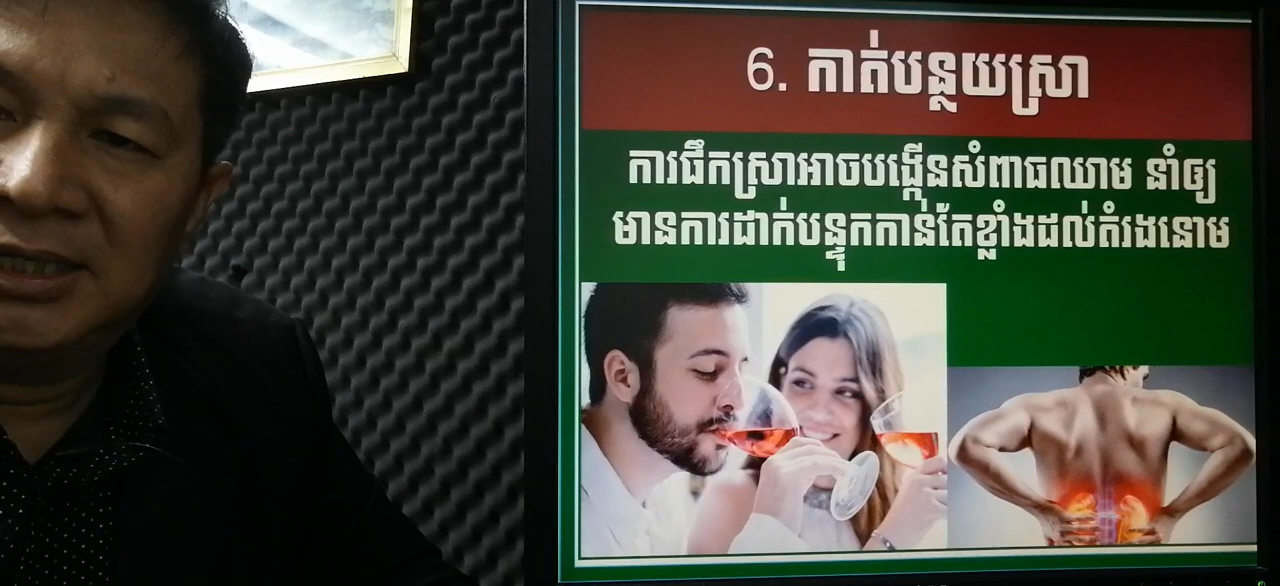 6. កាត់បន្ថយស្រា
ការផឹកស្រាអាចបង្កើនសំពាធឈាម នាំឲ្យ
មានការដាក់បន្ទុកកាន់តែខ្លាំងដល់តំរងនោម